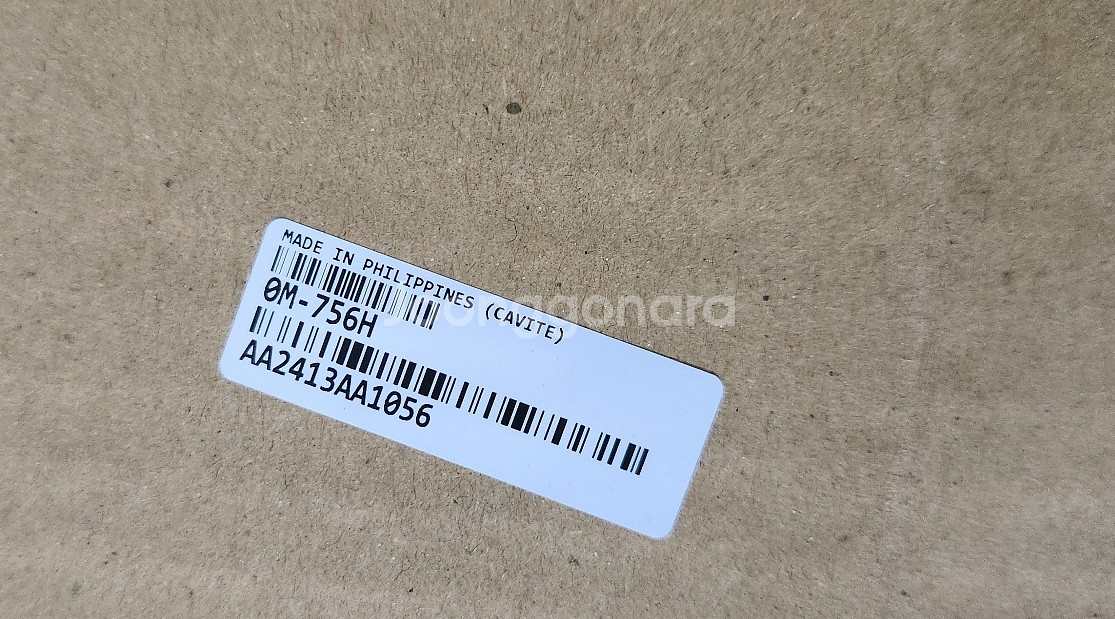 MADE IN PHILIPPINES (CAVITE)
0M-756H
AA2413AA1056